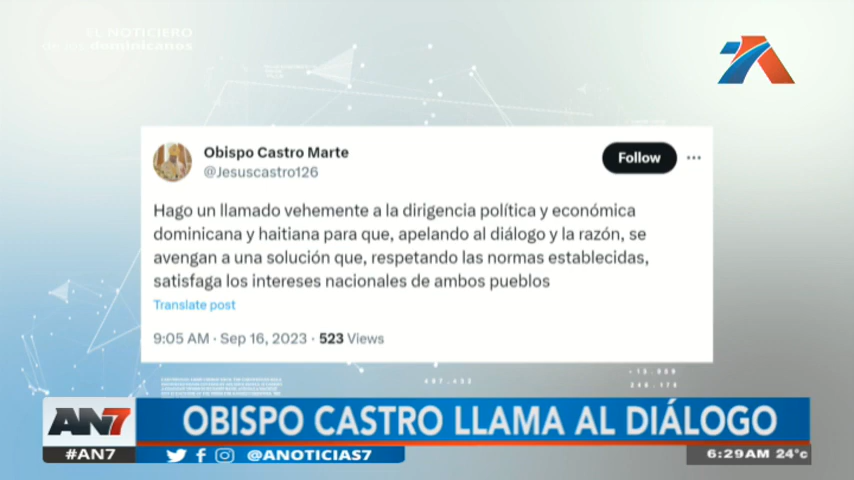 EL NOTICIERO
de los dominicanos
Obispo Castro Marte
@Jesuscastro126
Follow
Hago un llamado vehemente a la dirigencia política y económica
dominicana y haitiana para que, apelando al diálogo y la razón, se
avengan a una solución que, respetando las normas establecidas,
satisfaga los intereses nacionales de ambos pueblos
Translate post
9:05 AM · Sep 16, 2023 · 523 Views
AN7
OBISPO CASTRO LLAMA AL DIÁLOGO
#AN7
@ANOTICIAS7
6:29AM 24°c